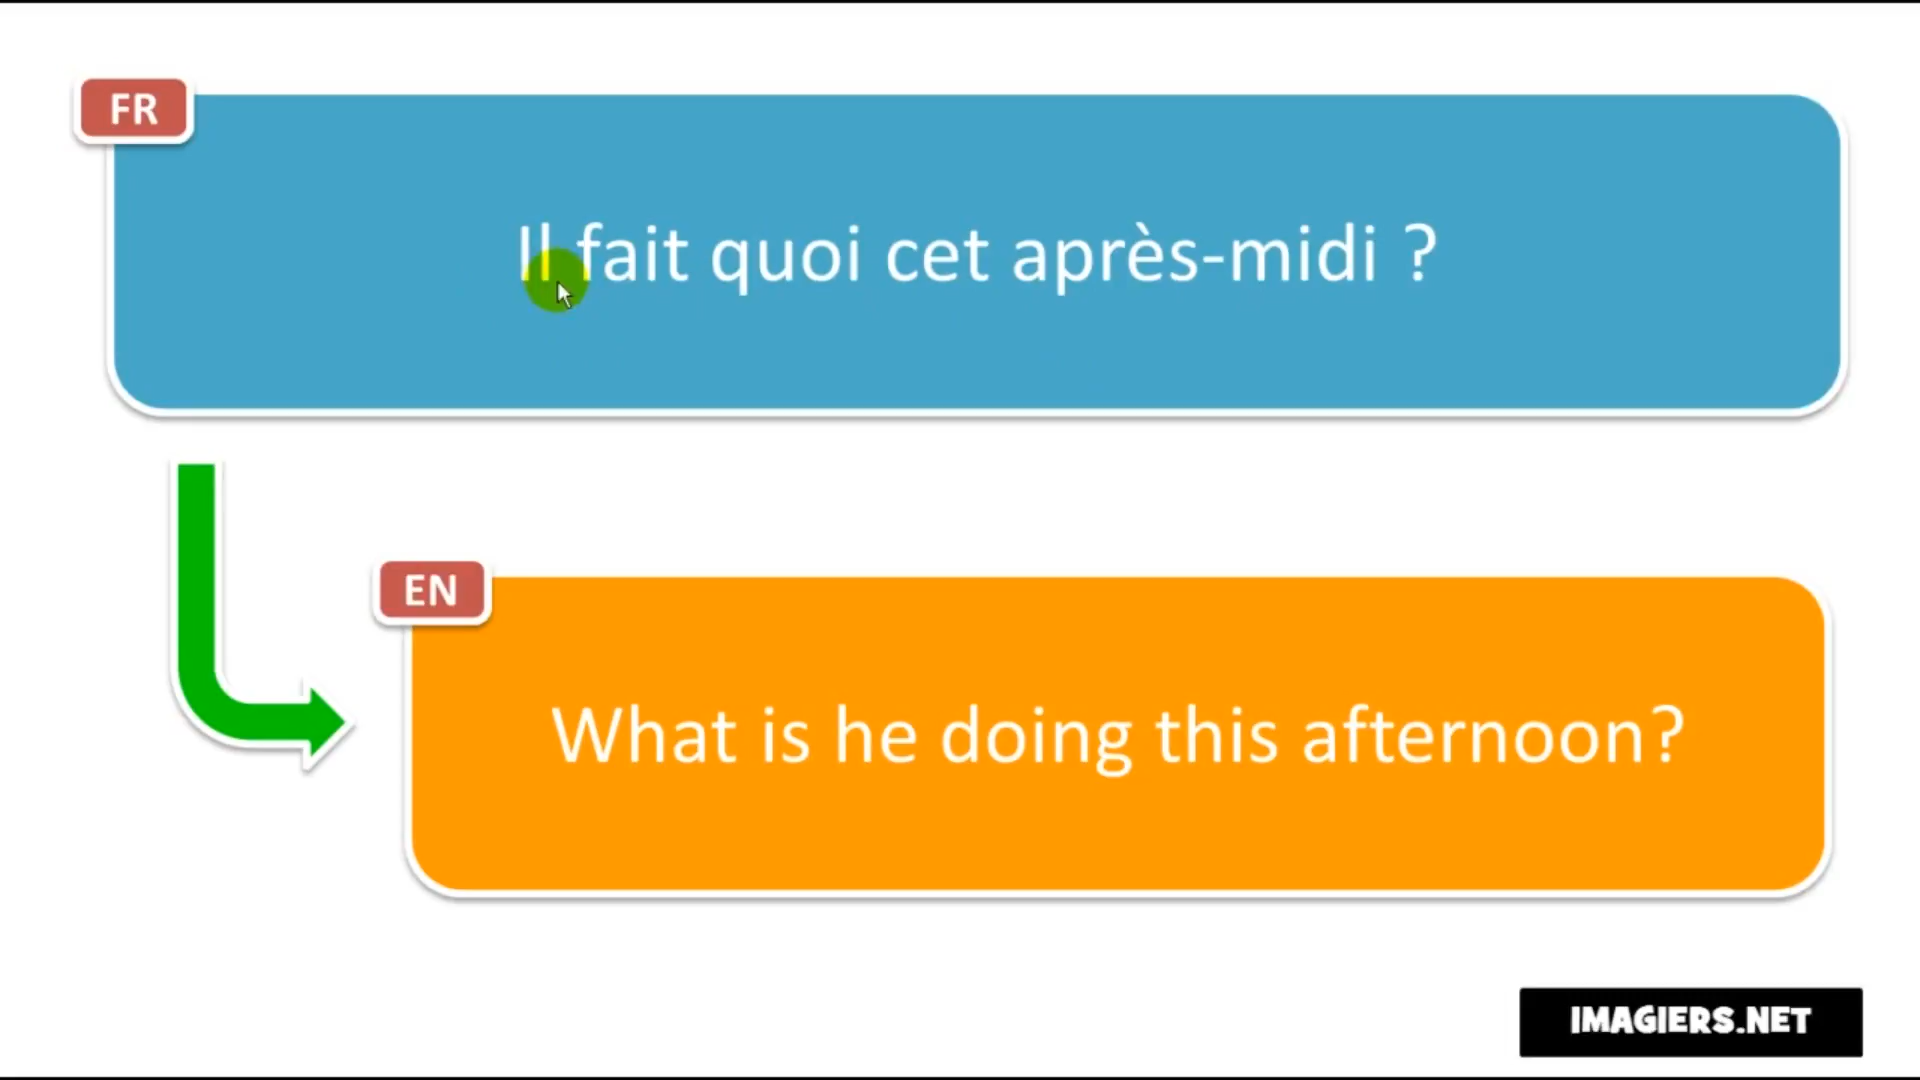 FR
Il fait quoi cet après-midi ?
EN
What is he doing this afternoon?
IMAGIERS.NET